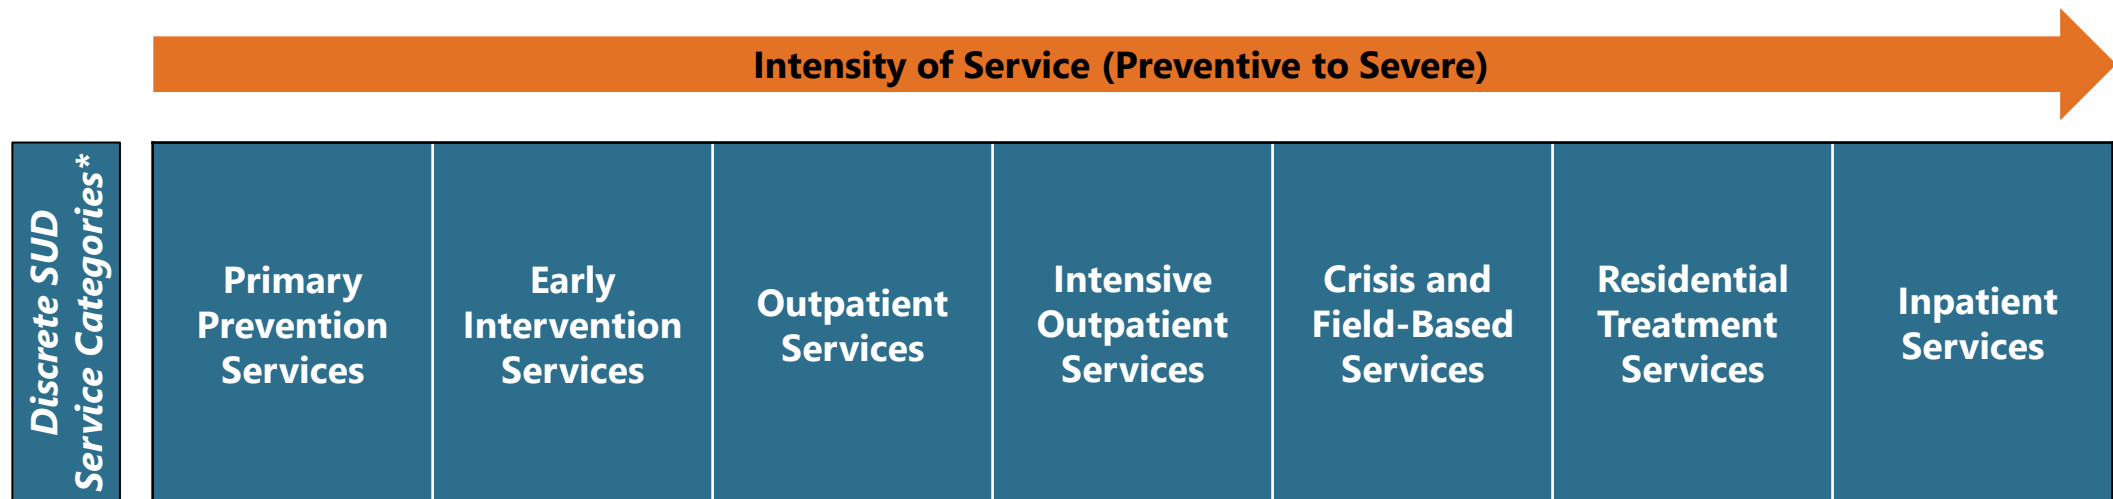 Intensity of Service (Preventive to Severe)
Discrete SUD
Service Categories*
Primary
Prevention
Services
Early
Intervention
Services
Outpatient
Services
Intensive
Outpatient
Services
Crisis and
Field-Based
Services
Residential
Treatment
Services
Inpatient
Services